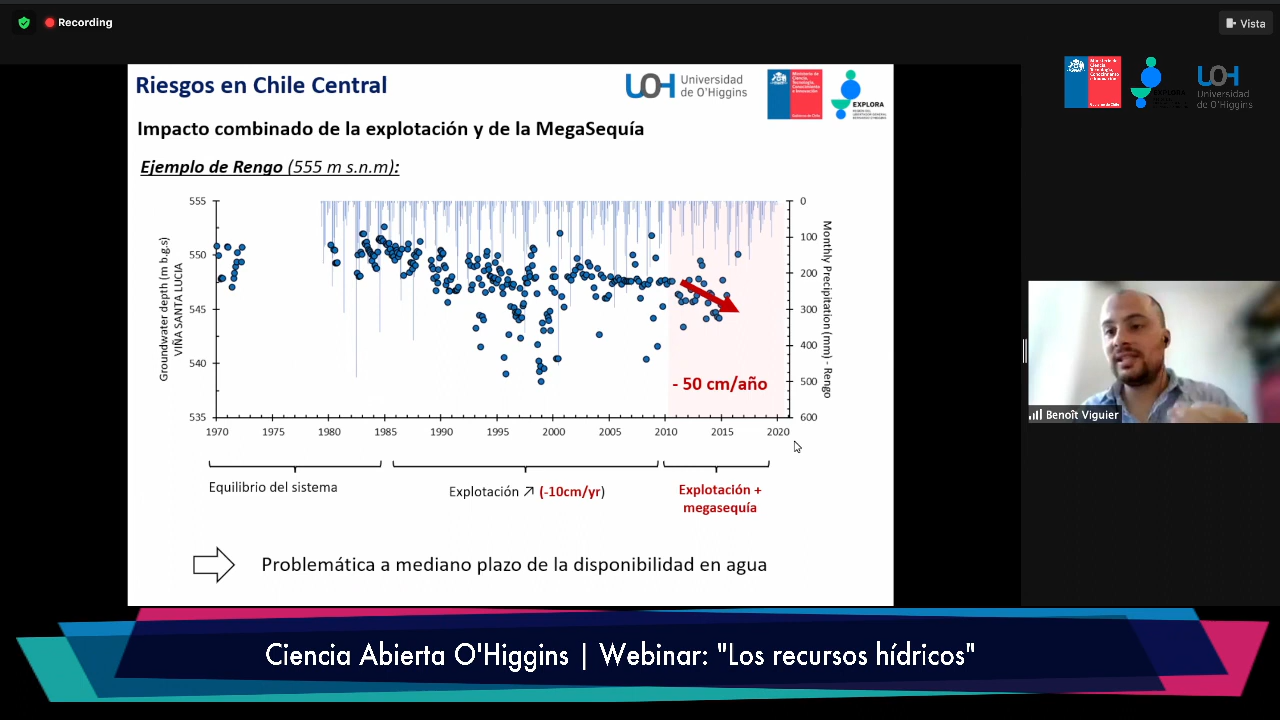 Recording
Vista
Riesgos en Chile Central
UOH Universidad de O'Higgins
EXPLORA
UOH Universidad de O'Higgins
Impacto combinado de la explotación y de la MegaSequía
Ejemplo de Rengo (555 m s.n.m):
Groundwater depth (m b.g.s)
VIÑA SANTA LUCIA
555
550
545
540
535
0
100
200
300
400
500
600
Monthly Precipitation (mm) - Rengo
- 50 cm/año
1970 1975 1980 1985 1990 1995 2000 2005 2010 2015 2020
Equilibrio del sistema
Explotación ↗ (-10cm/yr)
Explotación +
megasequía
Problemática a mediano plazo de la disponibilidad en agua
Benoît Viguier
Ciencia Abierta O'Higgins | Webinar: "Los recursos hídricos"